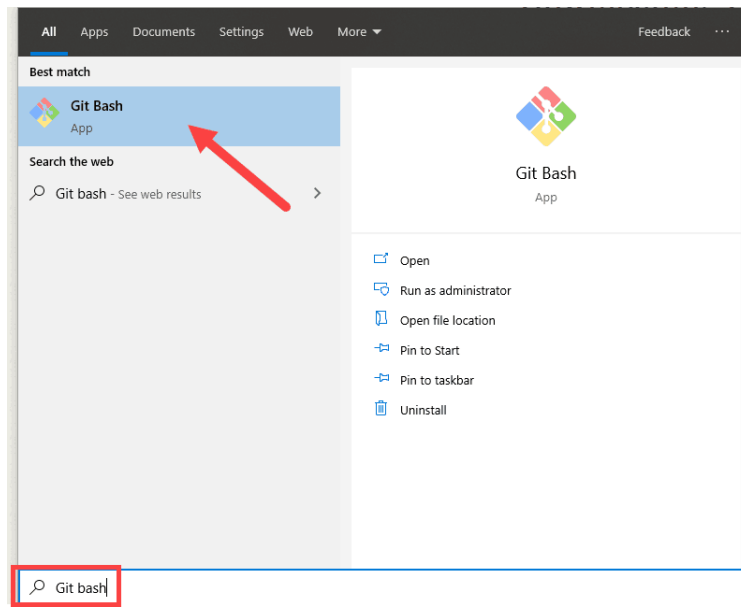 All Apps Documents Settings Web More Feedback ...
Best match
Git Bash
App
Search the web
Git bash - See web results
Git Bash
App
Open
Run as administrator
Open file location
Pin to Start
Pin to taskbar
Uninstall
Git bash